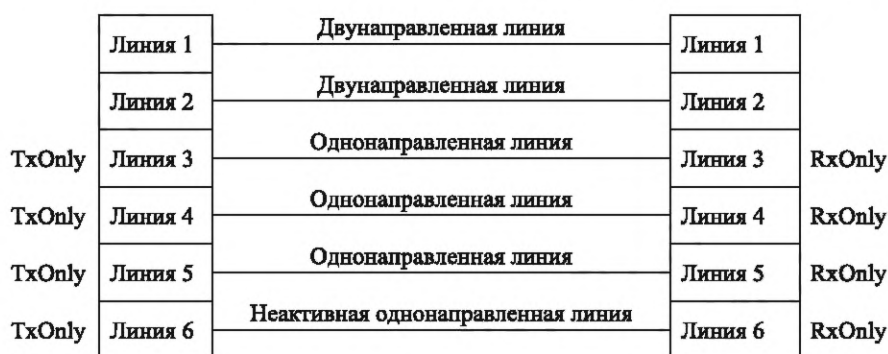 Линия 1 Двунаправленная линия Линия 1
Линия 2 Двунаправленная линия Линия 2
TxOnly Линия 3 Однонаправленная линия Линия 3 RxOnly
TxOnly Линия 4 Однонаправленная линия Линия 4 RxOnly
TxOnly Линия 5 Однонаправленная линия Линия 5 RxOnly
TxOnly Линия 6 Неактивная однонаправленная линия Линия 6 RxOnly